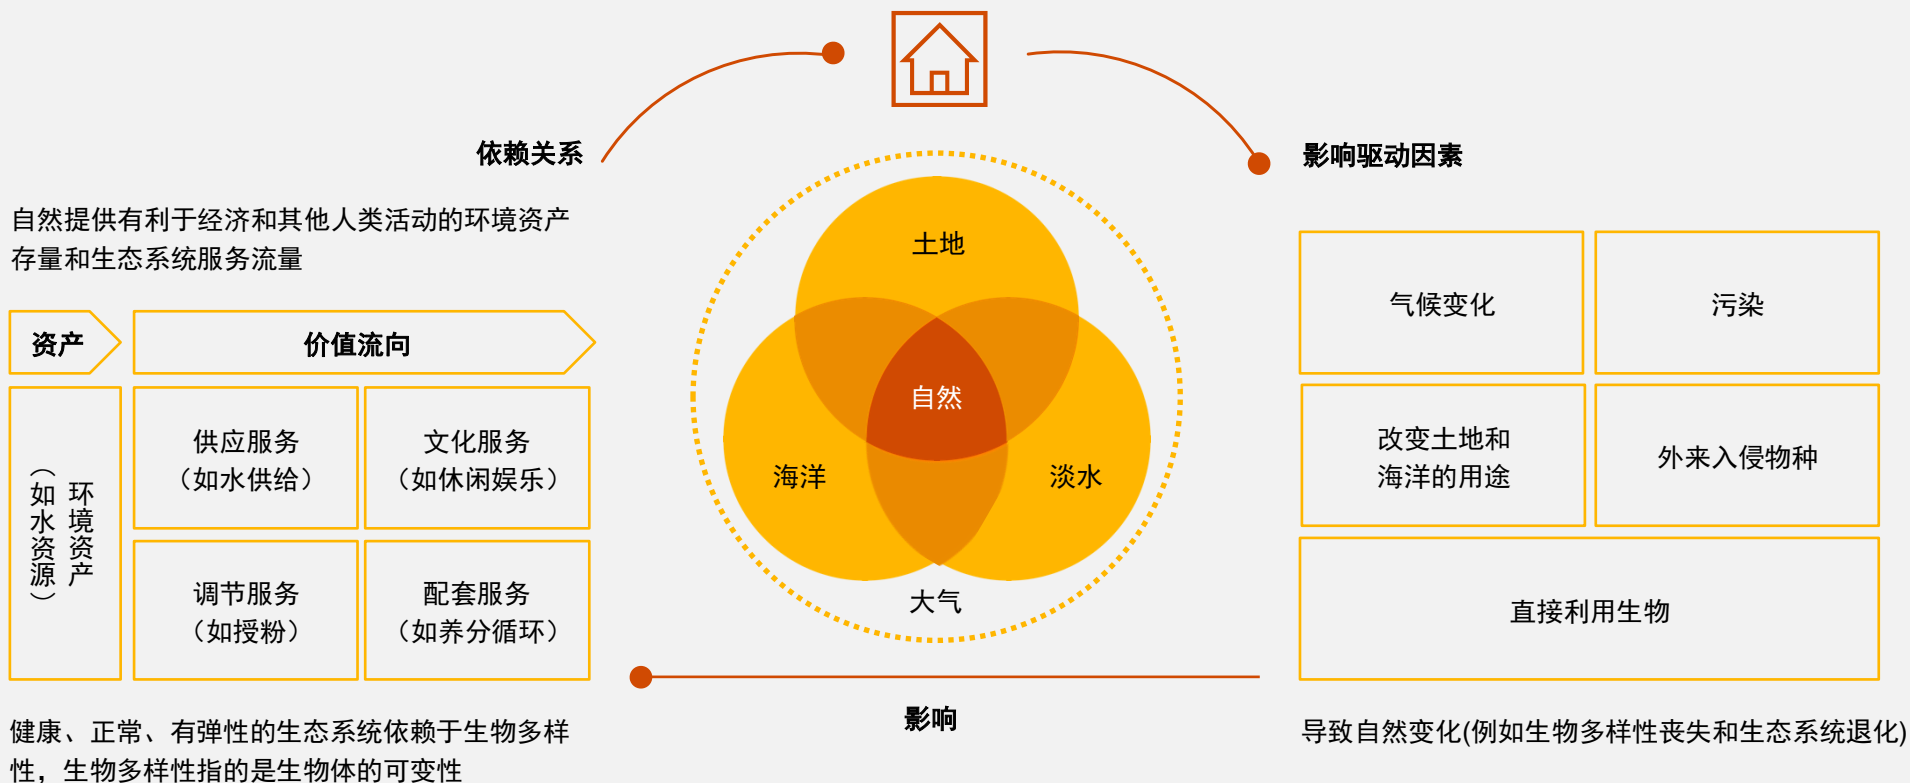 依赖关系
自然提供有利于经济和其他人类活动的环境资产
存量和生态系统服务流量
资产
价值流向
环境资产
（如水资源）
供应服务
（如水供给）
文化服务
（如休闲娱乐）
调节服务
（如授粉）
配套服务
（如养分循环）
健康、正常、有弹性的生态系统依赖于生物多样
性，生物多样性指的是生物体的可变性
土地
自然
海洋
淡水
大气
影响
影响驱动因素
气候变化
污染
改变土地和
海洋的用途
外来入侵物种
直接利用生物
导致自然变化(例如生物多样性丧失和生态系统退化)